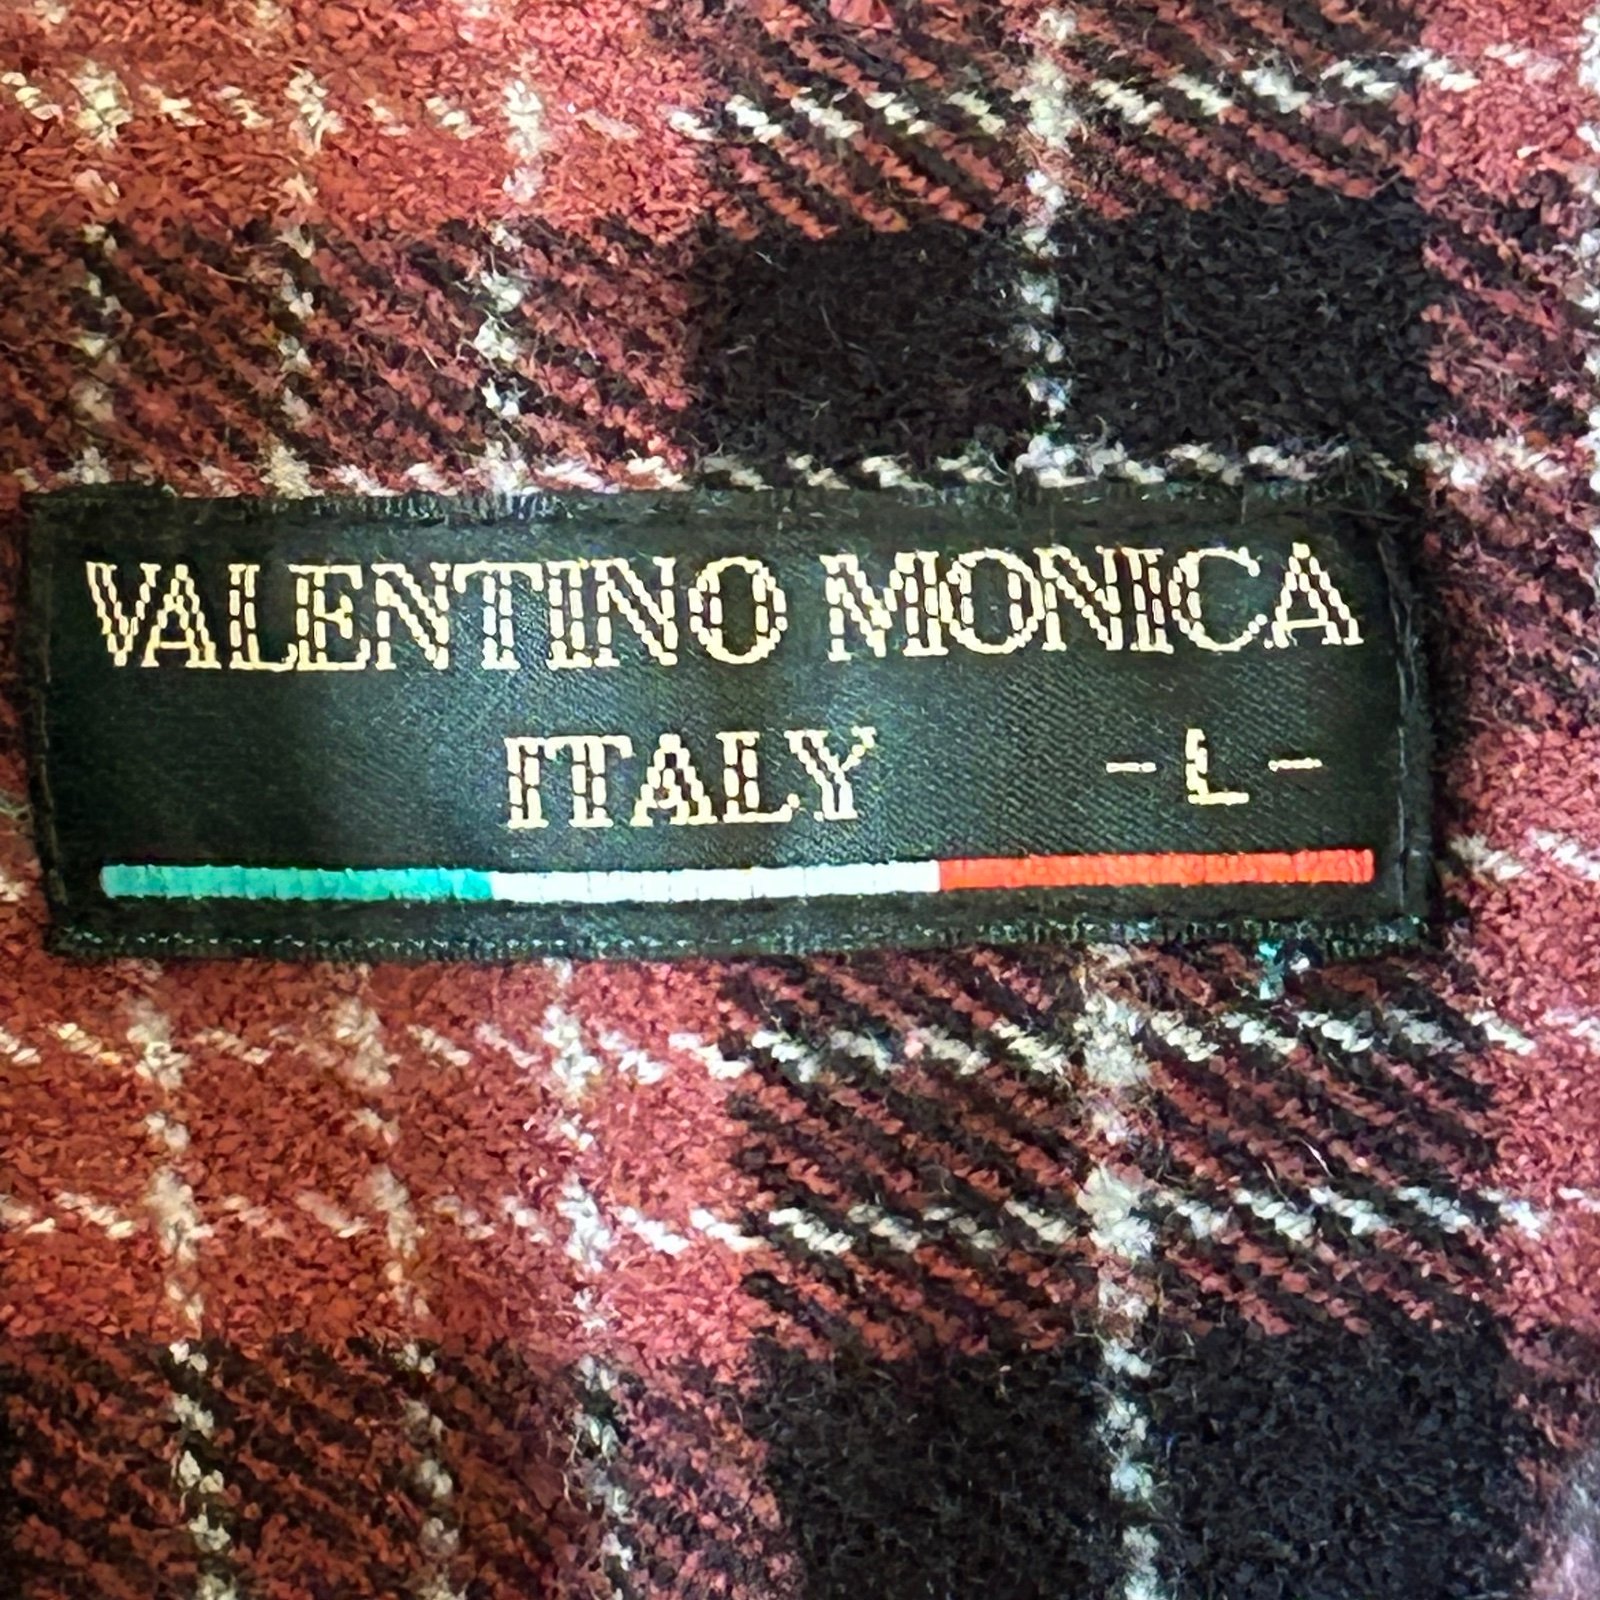 VALENTINO MONICA
ITALY - L -